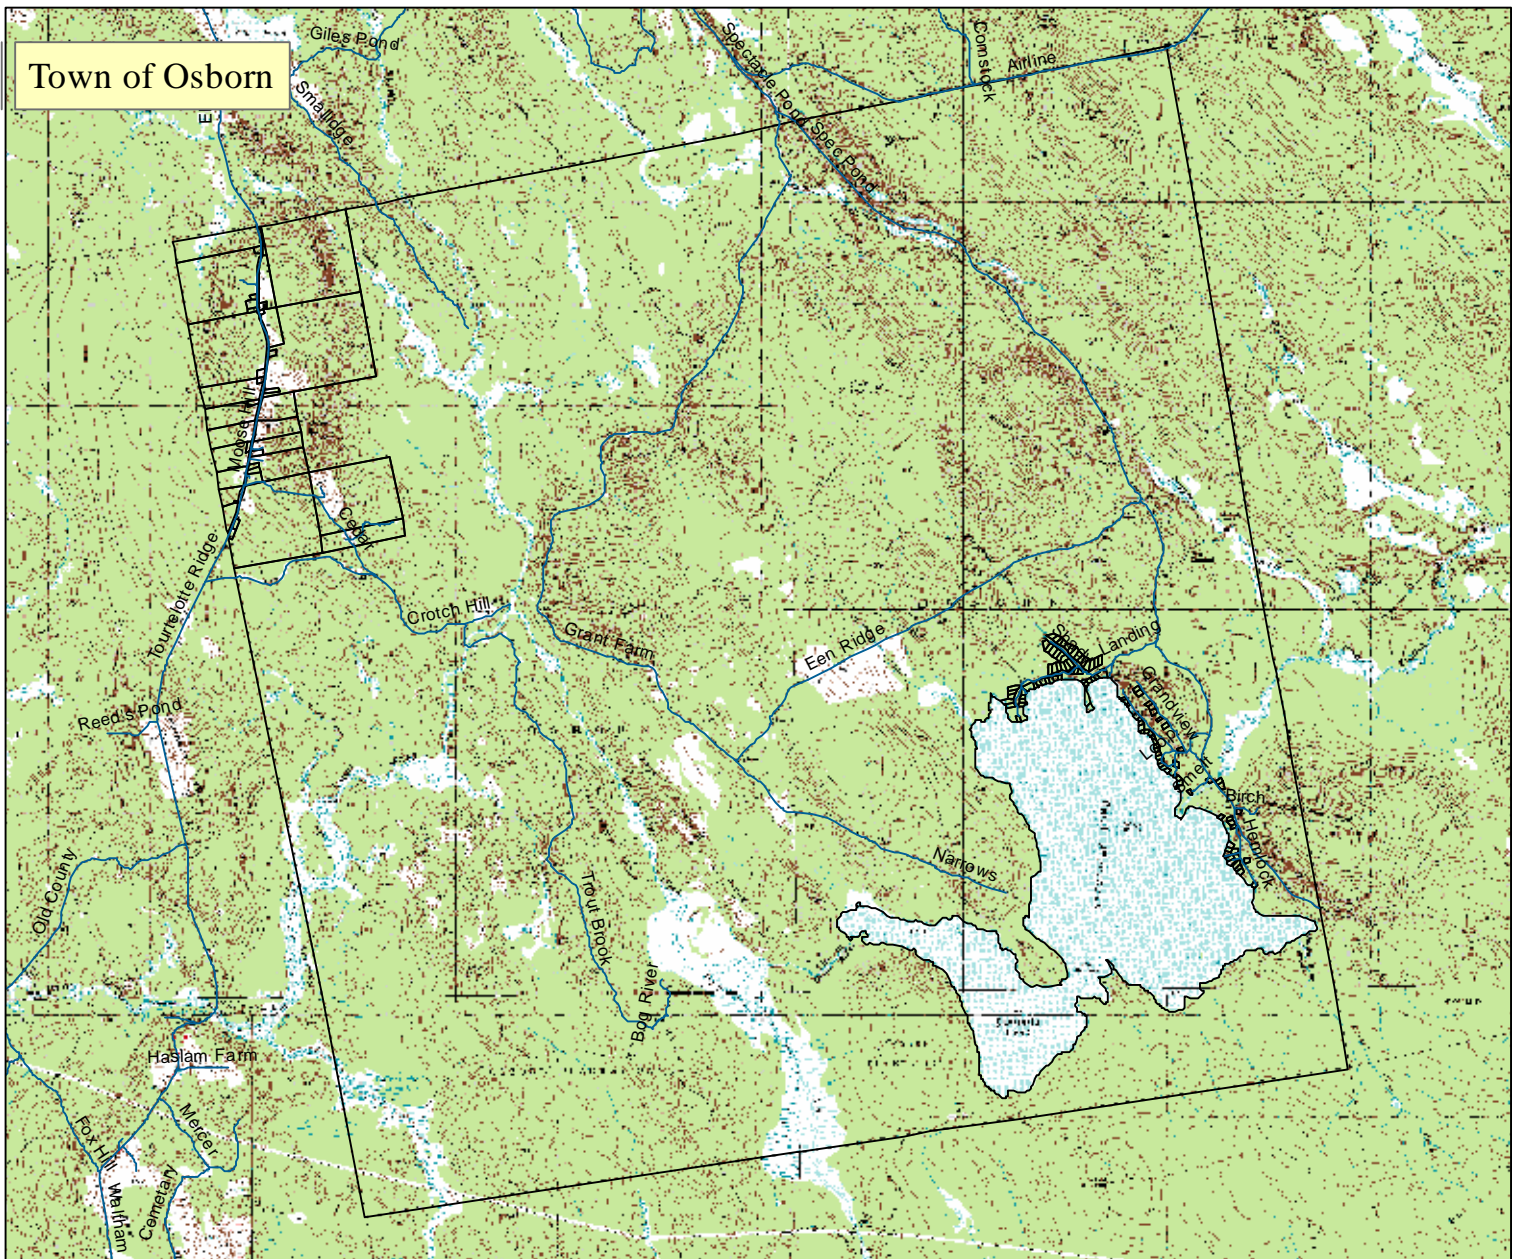 Town of Osborn
Giles Pond
Smallidge
Spectacle Pond
Spec Pond
Comstock
Airline
Moose Hill
Cedar
Tourtelotte Ridge
Crotch Hill
Grant Farm
Een Ridge
Landing
Grandview
Reed's Pond
Birch
Hemlock
Narrows
Old County
Trout Brook
Bog River
Haslam Farm
Mercer
Fox Hill
Waltham
Cemetary